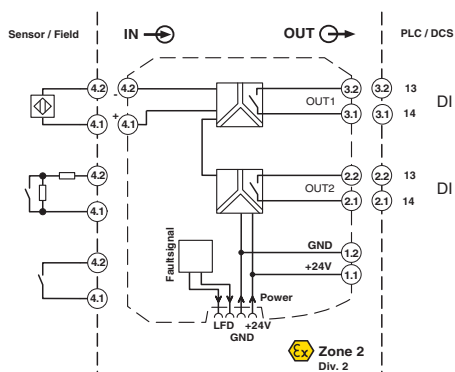 Sensor / Field
IN
OUT
PLC / DCS
4.2
4.2
-
3.2
3.2
13
OUT1
DI
4.1
+
4.1
3.1
3.1
14
4.2
2.2
2.2
13
OUT2
DI
4.1
2.1
2.1
14
Faultsignal
GND
1.2
4.2
+24V
1.1
4.1
Power
LFD
+24V
GND
Ex
Zone 2
Div. 2